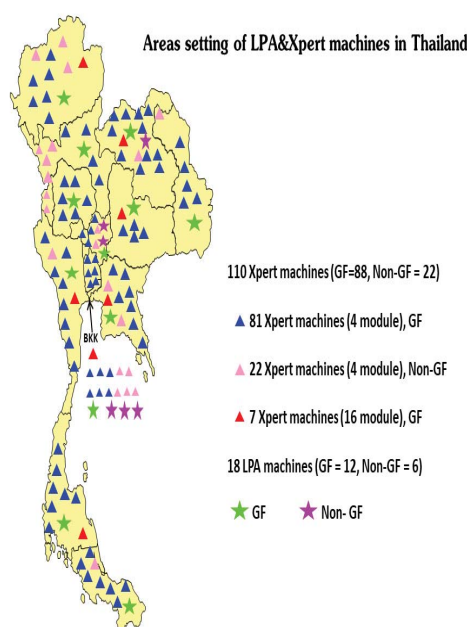 Areas setting of LPA&Xpert machines in Thailand
110 Xpert machines (GF=88, Non-GF = 22)
81 Xpert machines (4 module), GF
22 Xpert machines (4 module), Non-GF
BKK
7 Xpert machines (16 module), GF
18 LPA machines (GF = 12, Non-GF = 6)
GF Non- GF